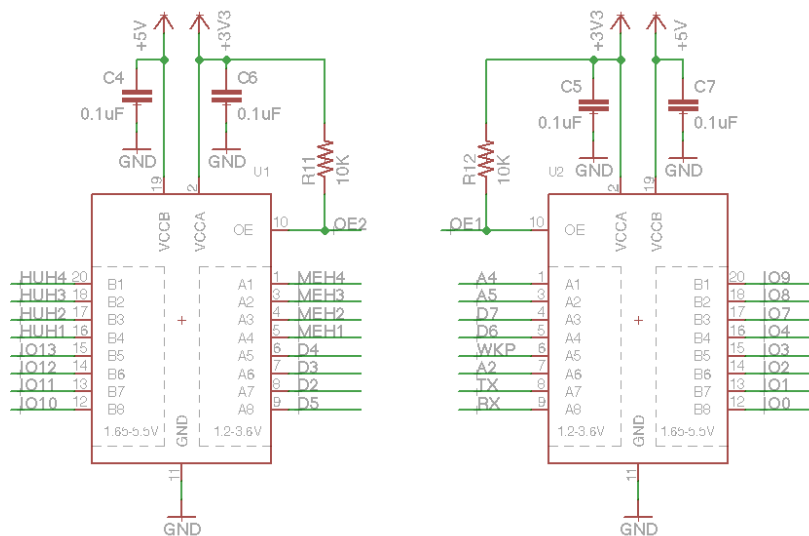 +5V
+3V3
C4
0.1uF
GND
C6
0.1uF
GND
R11
10K
U1
19
2
VCCB
VCCA
OE
10
OE2
HUH4 20 B1
A1 1 MEH4
HUH3 18 B2
A2 3 MEH3
HUH2 17 B3
A3 4 MEH2
HUH1 16 B4
A4 5 MEH1
IO13 15 B5
A5 6 D4
IO12 14 B6
A6 7 D3
IO11 13 B7
A7 8 D2
IO10 12 B8
A8 9 D5
1.65-5.5V
GND
1.2-3.6V
11
GND
+3V3
+5V
C5
0.1uF
GND
C7
0.1uF
GND
R12
10K
U2
2
19
VCCA
VCCB
OE1
10
OE
A4 1 A1
B1 20 IO9
A5 3 A2
B2 18 IO8
D7 4 A3
B3 17 IO7
D6 5 A4
B4 16 IO4
WKP 6 A5
B5 15 IO3
A2 7 A6
B6 14 IO2
TX 8 A7
B7 13 IO1
RX 9 A8
B8 12 IO0
1.2-3.6V
GND
1.65-5.5V
11
GND